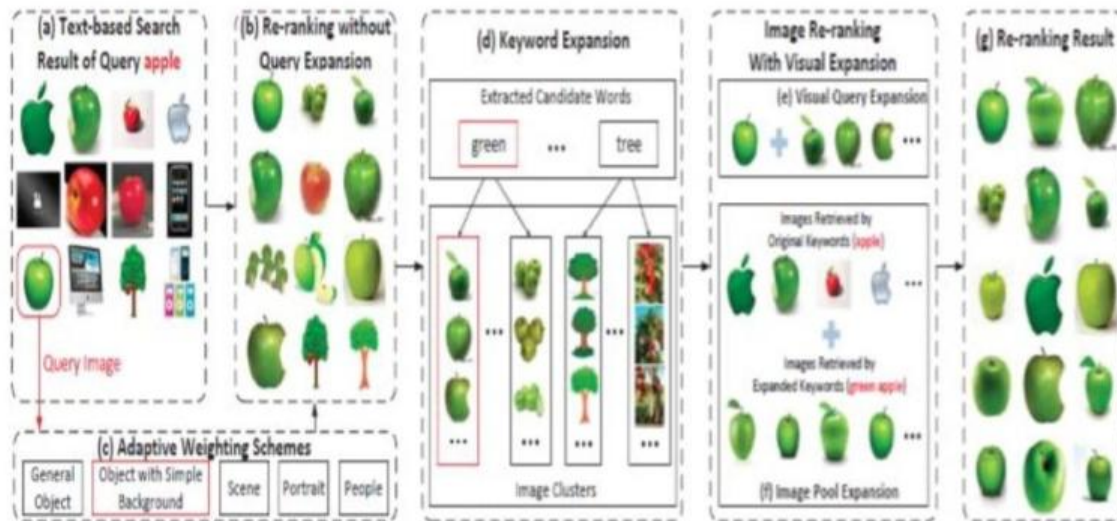 (a) Text-based Search
Result of Query apple
Query Image
(b) Re-ranking without
Query Expansion
(c) Adaptive Weighting Schemes
General
Object
Object with Simple
Background
Scene
Portrait
People
(d) Keyword Expansion
Extracted Candidate Words
green
...
tree
...
...
...
...
...
...
...
Image Clusters
Image Re-ranking
With Visual Expansion
(e) Visual Query Expansion
...
Images Retrieved by
Original Keywords (apple)
...
Images Retrieved by
Expanded Keywords (green apple)
...
(f) Image Pool Expansion
(g) Re-ranking Result